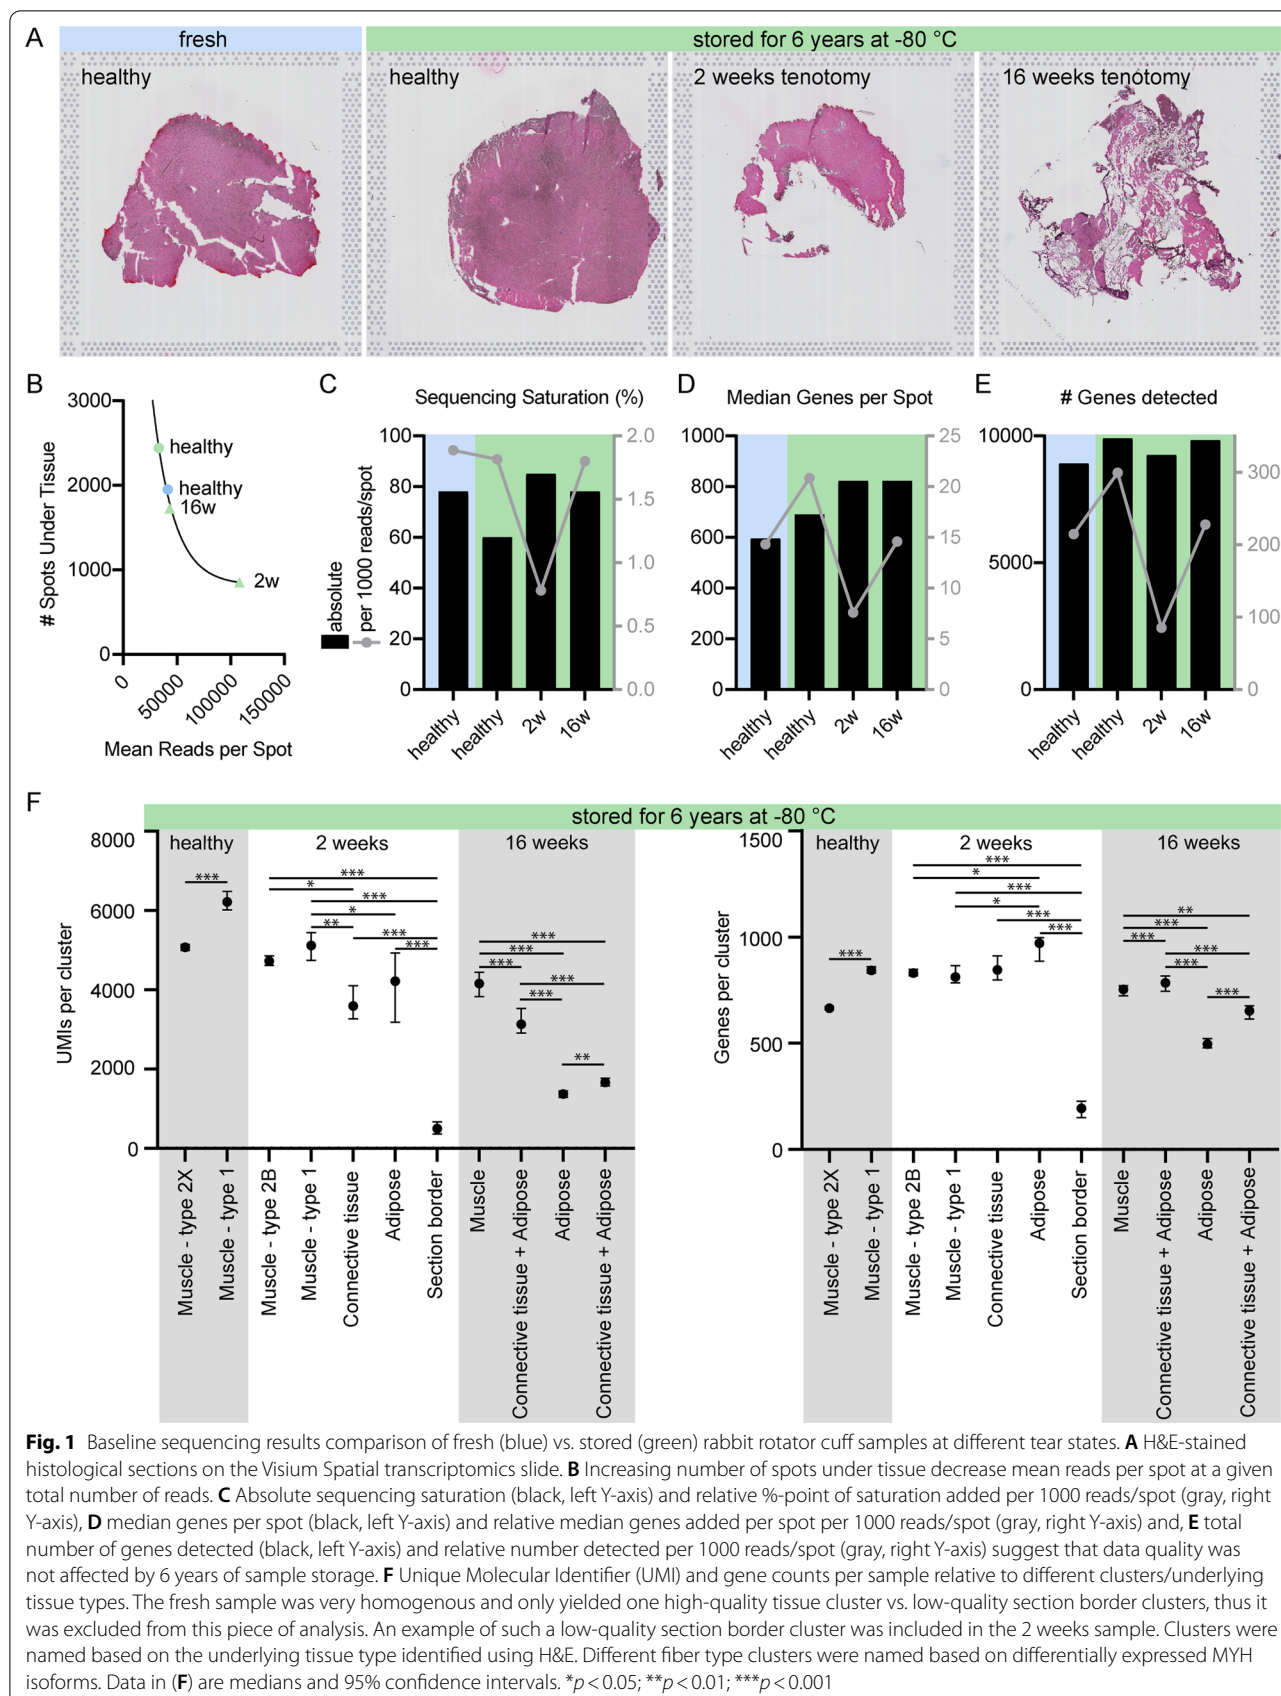 A
fresh
stored for 6 years at -80 °C
healthy
healthy
2 weeks tenotomy
16 weeks tenotomy
B
# Spots Under Tissue
3000
2000
1000
0
healthy
healthy
16w
2w
0
50000
100000
150000
Mean Reads per Spot
C
Sequencing Saturation (%)
absolute
per 1000 reads/spot
100
80
60
40
20
0
2.0
1.5
1.0
0.5
0.0
healthy
healthy
2w
16w
D
Median Genes per Spot
1000
800
600
400
200
0
25
20
15
10
5
0
healthy
healthy
2w
16w
E
# Genes detected
10000
5000
0
300
200
100
0
healthy
healthy
2w
16w
F
stored for 6 years at -80 °C
UMIs per cluster
8000
6000
4000
2000
0
healthy
2 weeks
16 weeks
***
***
*
***
*
**
***
***
***
***
***
***
***
**
Muscle - type 2X
Muscle - type 1
Muscle - type 2B
Muscle - type 1
Connective tissue
Adipose
Section border
Muscle
Connective tissue + Adipose
Adipose
Connective tissue + Adipose
Genes per cluster
1500
1000
500
0
healthy
2 weeks
16 weeks
***
***
*
***
*
***
***
**
***
***
***
***
***
Muscle - type 2X
Muscle - type 1
Muscle - type 2B
Muscle - type 1
Connective tissue
Adipose
Section border
Muscle
Connective tissue + Adipose
Adipose
Connective tissue + Adipose
Fig. 1 Baseline sequencing results comparison of fresh (blue) vs. stored (green) rabbit rotator cuff samples at different tear states. A H&E-stained
histological sections on the Visium Spatial transcriptomics slide. B Increasing number of spots under tissue decrease mean reads per spot at a given
total number of reads. C Absolute sequencing saturation (black, left Y-axis) and relative %-point of saturation added per 1000 reads/spot (gray, right
Y-axis), D median genes per spot (black, left Y-axis) and relative median genes added per spot per 1000 reads/spot (gray, right Y-axis) and, E total
number of genes detected (black, left Y-axis) and relative number detected per 1000 reads/spot (gray, right Y-axis) suggest that data quality was
not affected by 6 years of sample storage. F Unique Molecular Identifier (UMI) and gene counts per sample relative to different clusters/underlying
tissue types. The fresh sample was very homogenous and only yielded one high-quality tissue cluster vs. low-quality section border clusters, thus it
was excluded from this piece of analysis. An example of such a low-quality section border cluster was included in the 2 weeks sample. Clusters were
named based on the underlying tissue type identified using H&E. Different fiber type clusters were named based on differentially expressed MYH
isoforms. Data in (F) are medians and 95% confidence intervals. *p < 0.05; **p < 0.01; ***p < 0.001